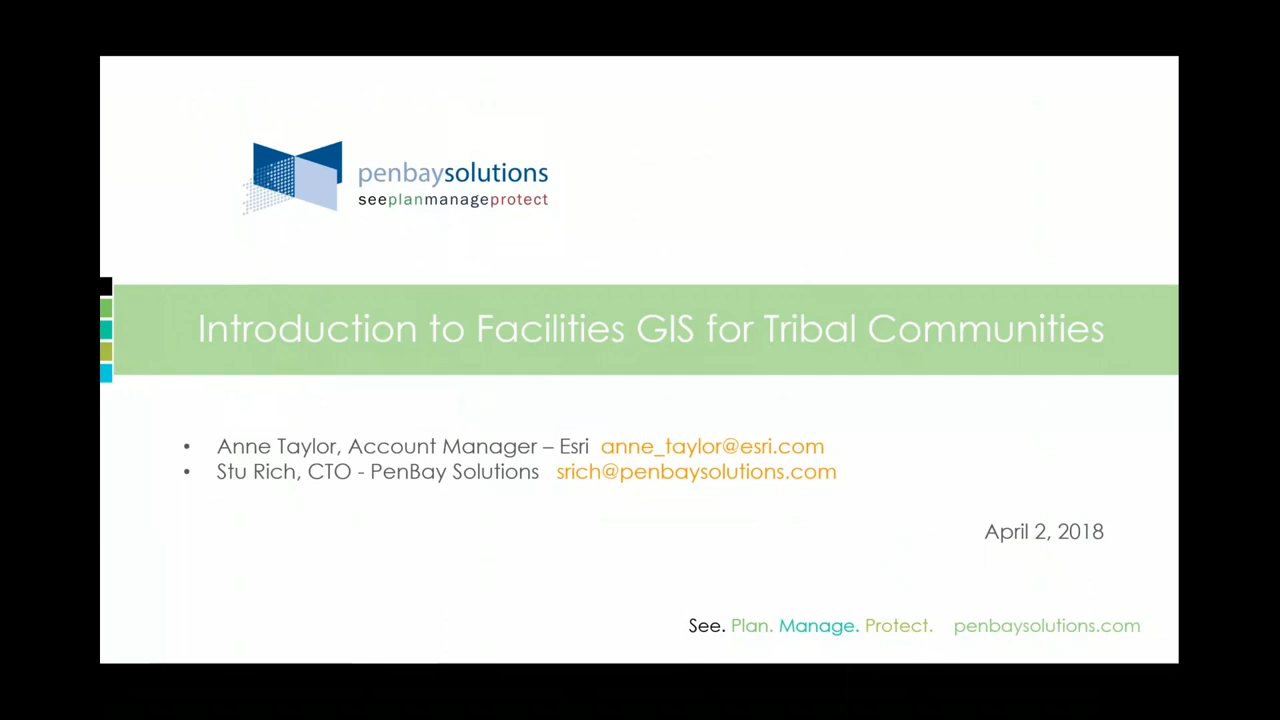 penbaysolutions
seeplanmanageprotect
Introduction to Facilities GIS for Tribal Communities
• Anne Taylor, Account Manager – Esri anne_taylor@esri.com
• Stu Rich, CTO - PenBay Solutions srich@penbaysolutions.com
April 2, 2018
See. Plan. Manage. Protect. penbaysolutions.com